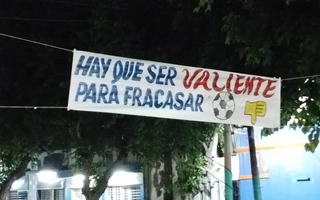 HAY QUE SER VALIENTE
PARA FRACASAR